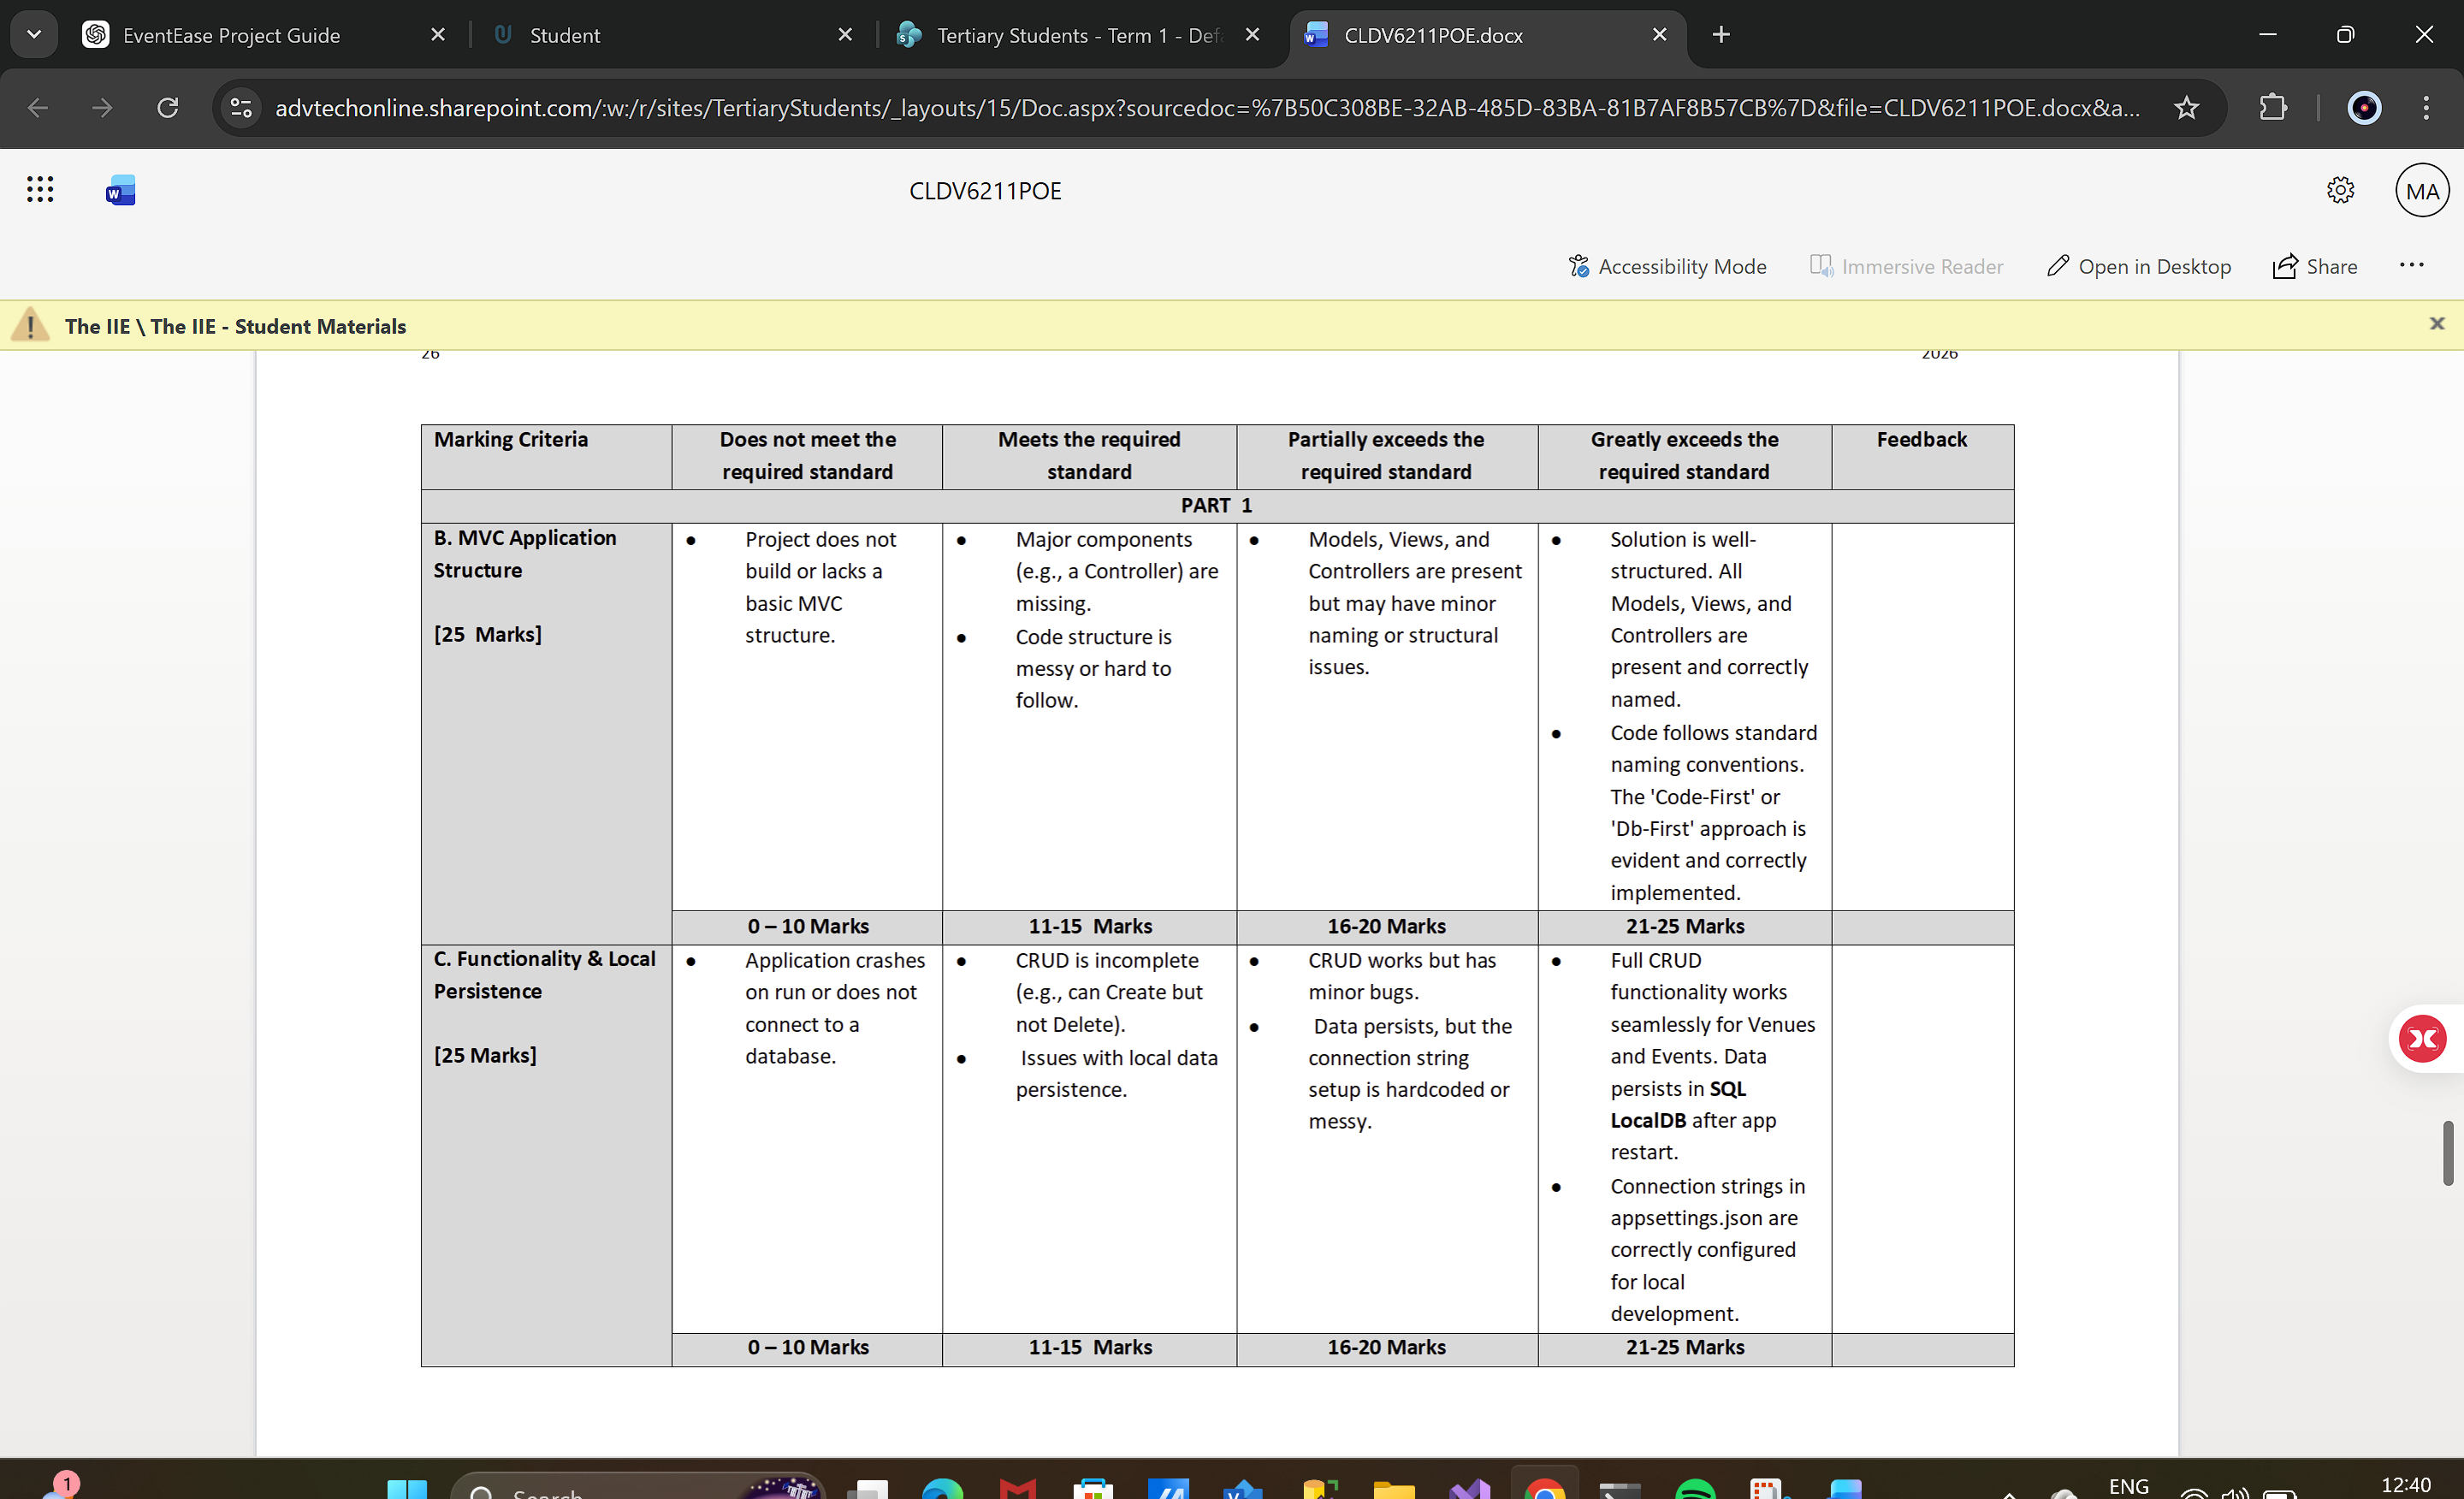 EventEase Project Guide
Student
Tertiary Students - Term 1 - Def
CLDV6211POE.docx
advtechonline.sharepoint.com/:w:/r/sites/TertiaryStudents/_layouts/15/Doc.aspx?sourcedoc=%7B50C308BE-32AB-485D-83BA-81B7AF8B57CB%7D&file=CLDV6211POE.docx&a...
CLDV6211POE
MA
Accessibility Mode
Immersive Reader
Open in Desktop
Share
The IIE \ The IIE - Student Materials
26
2026
Marking Criteria
Does not meet the
required standard
Meets the required
standard
Partially exceeds the
required standard
Greatly exceeds the
required standard
Feedback
PART 1
B. MVC Application
Structure
[25 Marks]
● Project does not
build or lacks a
basic MVC
structure.
● Major components
(e.g., a Controller) are
missing.
● Code structure is
messy or hard to
follow.
● Models, Views, and
Controllers are present
but may have minor
naming or structural
issues.
● Solution is well-
structured. All
Models, Views, and
Controllers are
present and correctly
named.
● Code follows standard
naming conventions.
The 'Code-First' or
'Db-First' approach is
evident and correctly
implemented.
0 – 10 Marks
11-15 Marks
16-20 Marks
21-25 Marks
C. Functionality & Local
Persistence
[25 Marks]
● Application crashes
on run or does not
connect to a
database.
● CRUD is incomplete
(e.g., can Create but
not Delete).
● Issues with local data
persistence.
● CRUD works but has
minor bugs.
● Data persists, but the
connection string
setup is hardcoded or
messy.
● Full CRUD
functionality works
seamlessly for Venues
and Events. Data
persists in SQL
LocalDB after app
restart.
● Connection strings in
appsettings.json are
correctly configured
for local
development.
0 – 10 Marks
11-15 Marks
16-20 Marks
21-25 Marks
1
Search
ENG
12:40